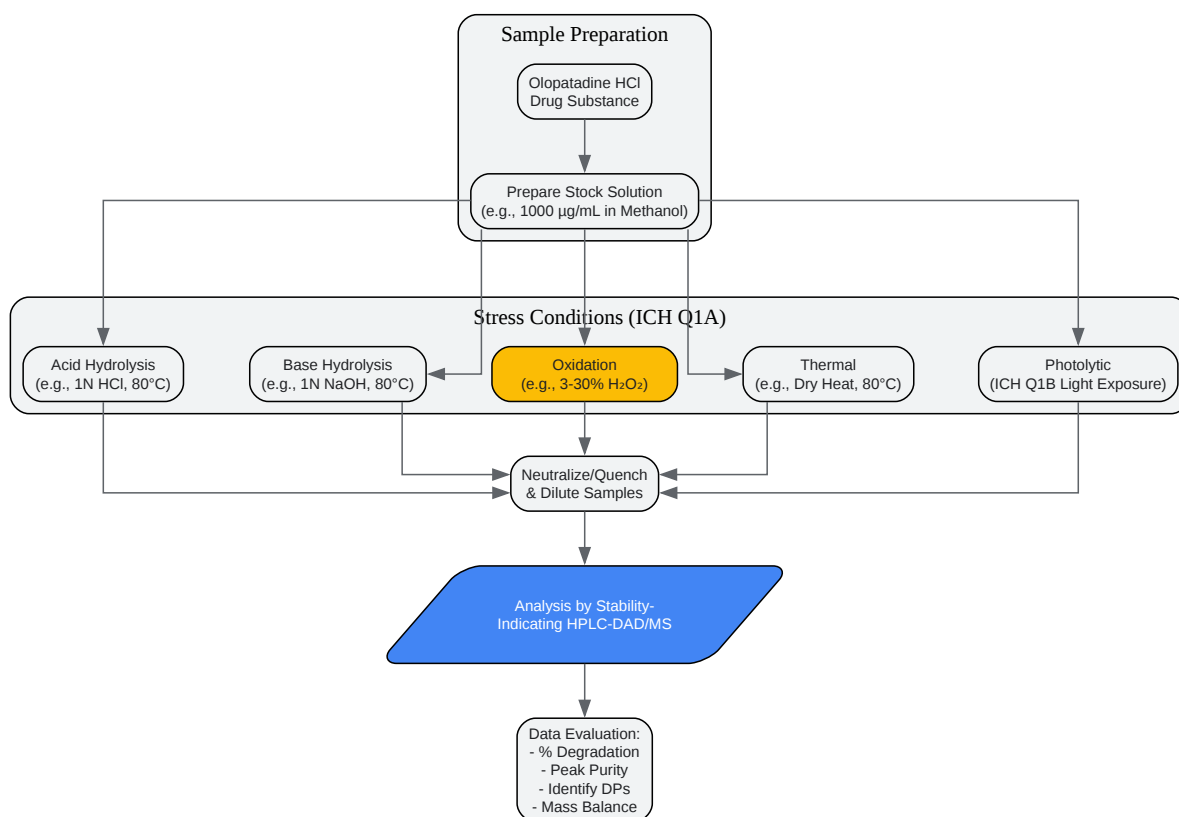 Sample Preparation
Olopatadine HCl
Drug Substance
Prepare Stock Solution
(e.g., 1000 µg/mL in Methanol)
Stress Conditions (ICH Q1A)
Acid Hydrolysis
(e.g., 1N HCl, 80°C)
Base Hydrolysis
(e.g., 1N NaOH, 80°C)
Oxidation
(e.g., 3-30% H₂O₂)
Thermal
(e.g., Dry Heat, 80°C)
Photolytic
(ICH Q1B Light Exposure)
Neutralize/Quench
& Dilute Samples
Analysis by Stability-
Indicating HPLC-DAD/MS
Data Evaluation:
- % Degradation
- Peak Purity
- Identify DPs
- Mass Balance